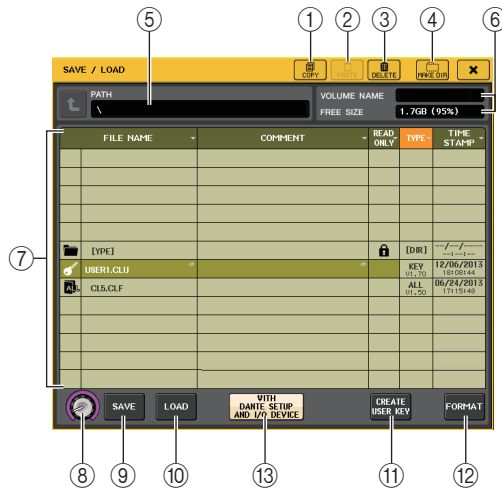 ⑤ ① ② ③ ④ ⑥
SAVE / LOAD
COPY
PASTE
DELETE
MAKE DIR
PATH
\
VOLUME NAME
FREE SIZE
1.7GB (95%)
FILE NAME
COMMENT
READ ONLY
TYPE
TIME STAMP
[YPE]
[DIR]
--/--/----
--:--:--
USER1.CLU
KEY
V1.70
12/06/2013
18:08:44
ALL
CL5.CLF
ALL
V1.50
06/24/2013
17:15:48
⑦
SAVE
LOAD
WITH
DANTE SETUP
AND I/O DEVICE
CREATE
USER KEY
FORMAT
⑧ ⑨ ⑩ ⑬ ⑪ ⑫